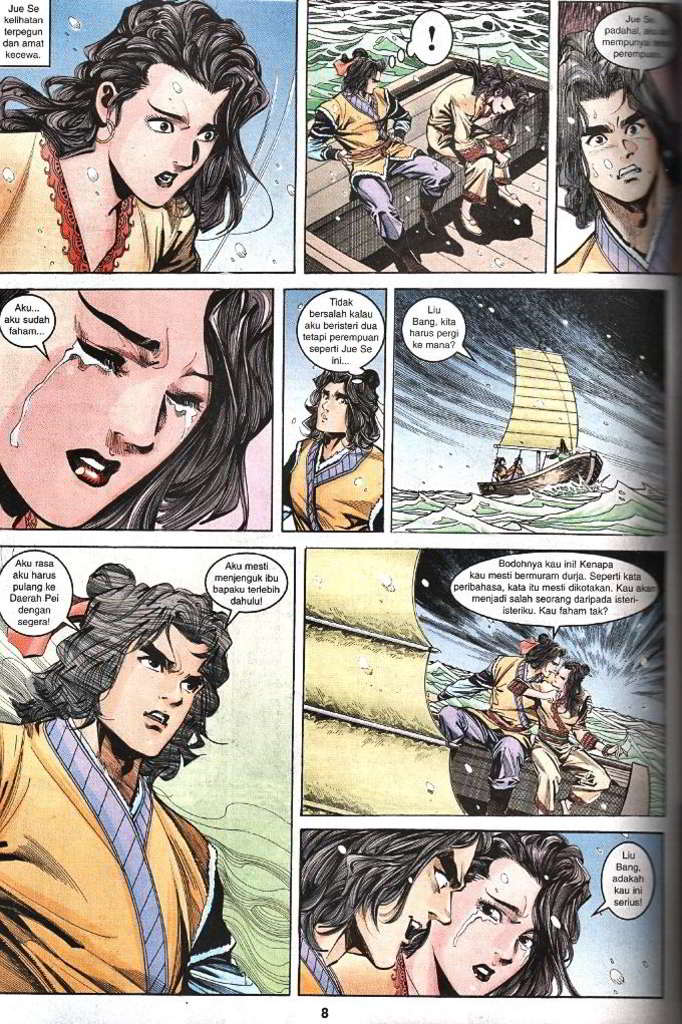 Jue Se
kelihatan
terpegun
dan amat
kecewa.
!
Jue Se,
padahal,
mempunyai
perempuan
Aku...
aku sudah
faham...
Tidak
bersalah kalau
aku beristeri dua
tetapi perempuan
seperti Jue Se
ini...
Liu
Bang, kita
harus pergi
ke mana?
Aku rasa
aku harus
pulang ke
Daerah Pei
dengan
segera!
Aku mesti
menjenguk ibu
bapaku terlebih
dahulu!
Bodohnya kau ini! Kenapa
kau mesti bermuram durja. Seperti kata
peribahasa, kata itu mesti dikotakan. Kau akan
menjadi salah seorang daripada isteri-
isteriku. Kau faham tak?
Liu
Bang,
adakah
kau ini
serius!
8